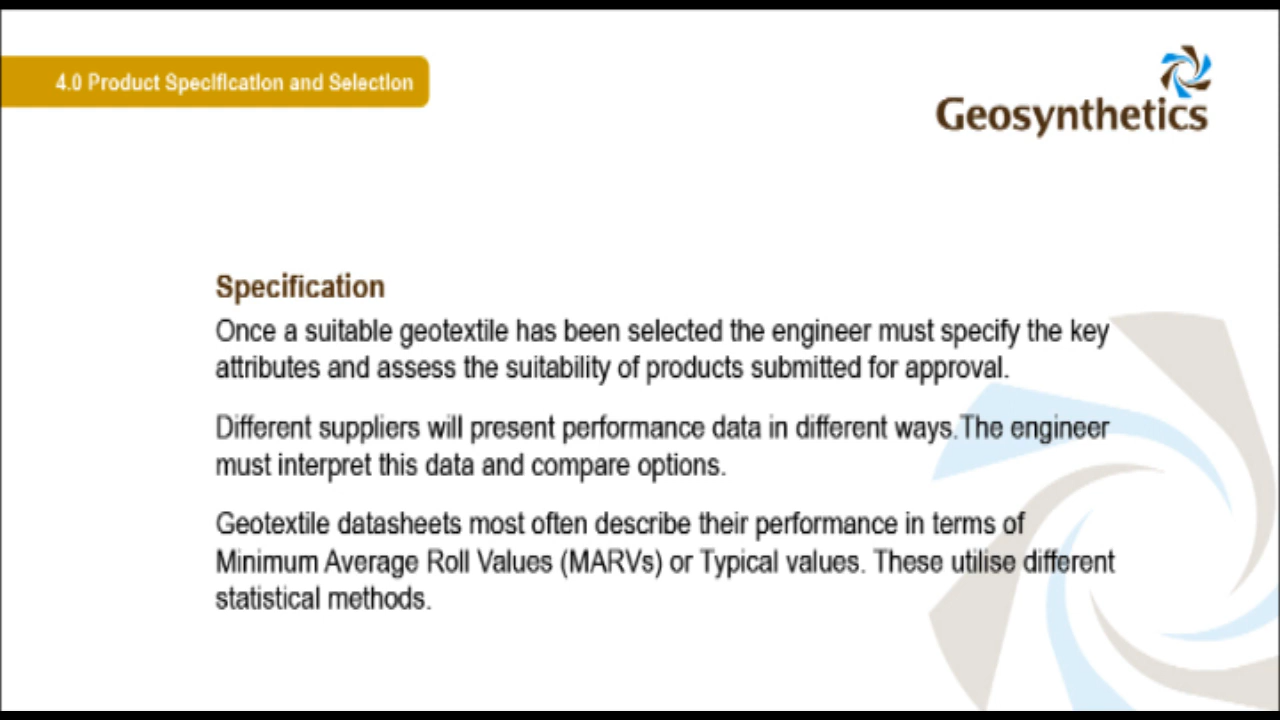 4.0 Product Specification and Selection
Geosynthetics
Specification
Once a suitable geotextile has been selected the engineer must specify the key
attributes and assess the suitability of products submitted for approval.
Different suppliers will present performance data in different ways.The engineer
must interpret this data and compare options.
Geotextile datasheets most often describe their performance in terms of
Minimum Average Roll Values (MARVs) or Typical values. These utilise different
statistical methods.